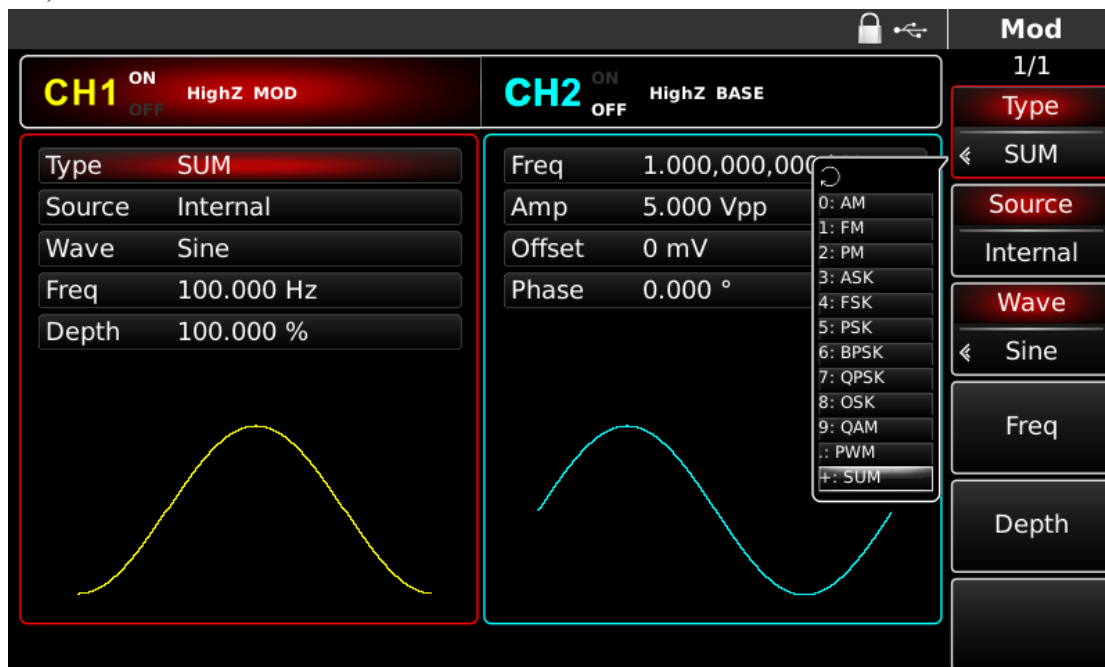 Mod
1/1
CH1 ON OFF HighZ MOD
CH2 ON OFF HighZ BASE
Type SUM
Source Internal
Wave Sine
Freq 100.000 Hz
Depth 100.000 %
Freq 1.000,000,000
Amp 5.000 Vpp
Offset 0 mV
Phase 0.000 °
0: AM
1: FM
2: PM
3: ASK
4: FSK
5: PSK
6: BPSK
7: QPSK
8: OSK
9: QAM
.: PWM
+: SUM
Type
SUM
Source
Internal
Wave
Sine
Freq
Depth